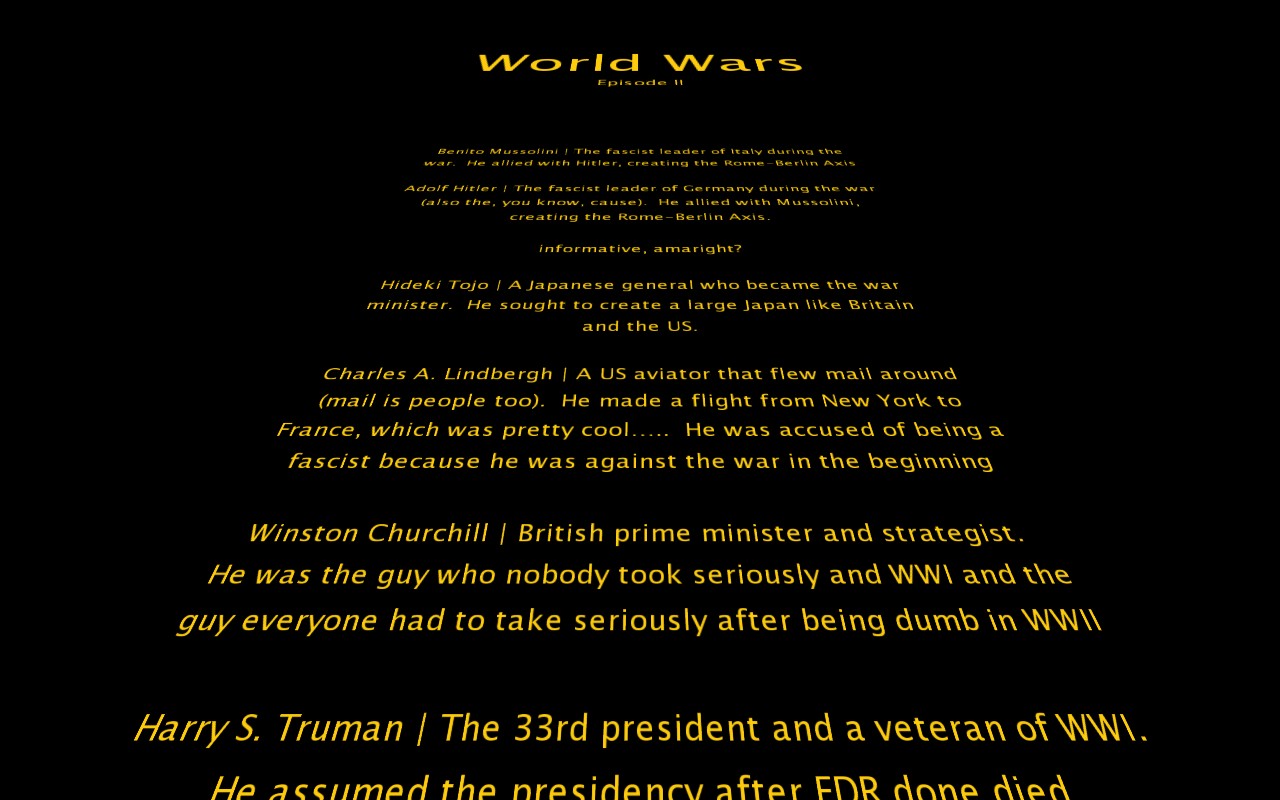 World Wars
Episode II
Benito Mussolini | The fascist leader of Italy during the
war.  He allied with Hitler, creating the Rome-Berlin Axis
Adolf Hitler | The fascist leader of Germany during the war
(also the, you know, cause).  He allied with Mussolini,
creating the Rome-Berlin Axis.
informative, amaright?
Hideki Tojo | A Japanese general who became the war
minister.  He sought to create a large Japan like Britain
and the US.
Charles A. Lindbergh | A US aviator that flew mail around
(mail is people too).  He made a flight from New York to
France, which was pretty cool.....  He was accused of being a
fascist because he was against the war in the beginning
Winston Churchill | British prime minister and strategist.
He was the guy who nobody took seriously and WWI and the
guy everyone had to take seriously after being dumb in WWII
Harry S. Truman | The 33rd president and a veteran of WWI.
He assumed the presidency after FDR done died